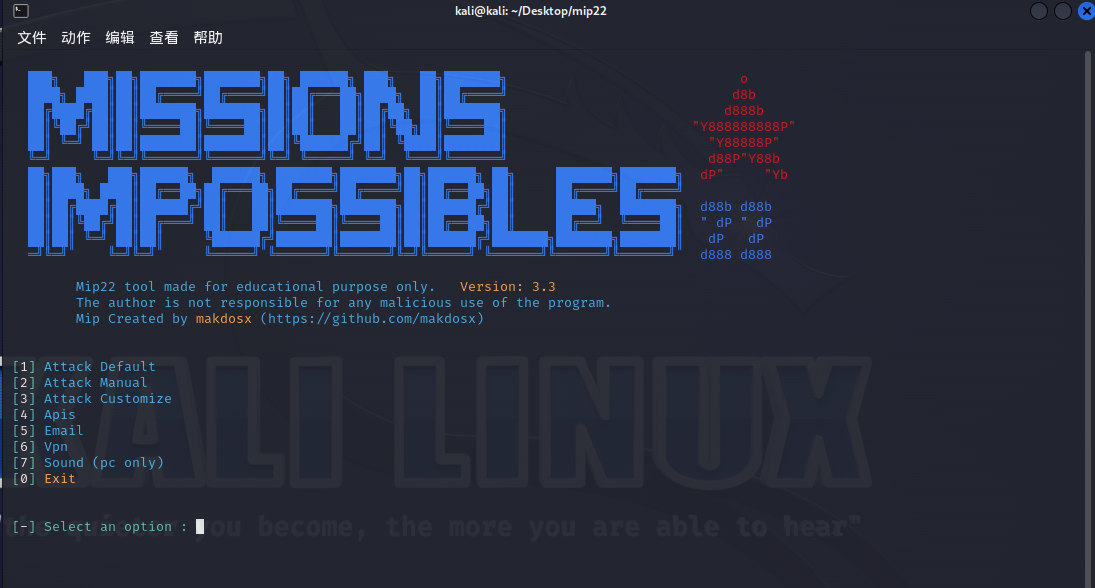 kali@kali: ~/Desktop/mip22
文件 动作 编辑 查看 帮助
MISSIONS
IMPOSSIBLES
o
d8b
d888b
"Y888888888P"
"Y88888P"
d88P"Y88b
dP" "Yb
d88b d88b
" dP " dP
dP dP
d888 d888
Mip22 tool made for educational purpose only. Version: 3.3
The author is not responsible for any malicious use of the program.
Mip Created by makdosx (https://github.com/makdosx)
[1] Attack Default
[2] Attack Manual
[3] Attack Customize
[4] Apis
[5] Email
[6] Vpn
[7] Sound (pc only)
[0] Exit
KALI LINUX
[-] Select an option :
the quieter you become, the more you are able to hear"